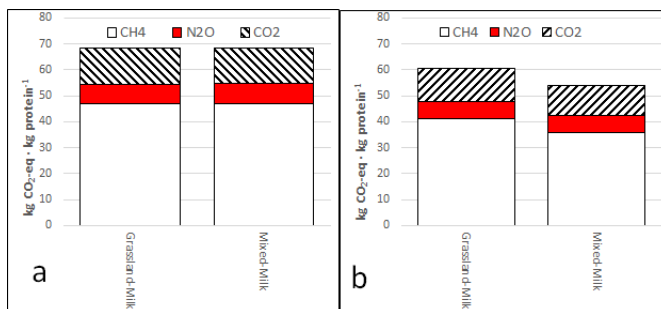 CH4 N2O CO2
80
70
60
50
40
30
20
10
0
kg CO₂-eq · kg protein⁻¹
Grassland-Milk
Mixed-Milk
a
CH4 N2O CO2
80
70
60
50
40
30
20
10
0
kg CO₂-eq · kg protein⁻¹
Grassland-Milk
Mixed-Milk
b